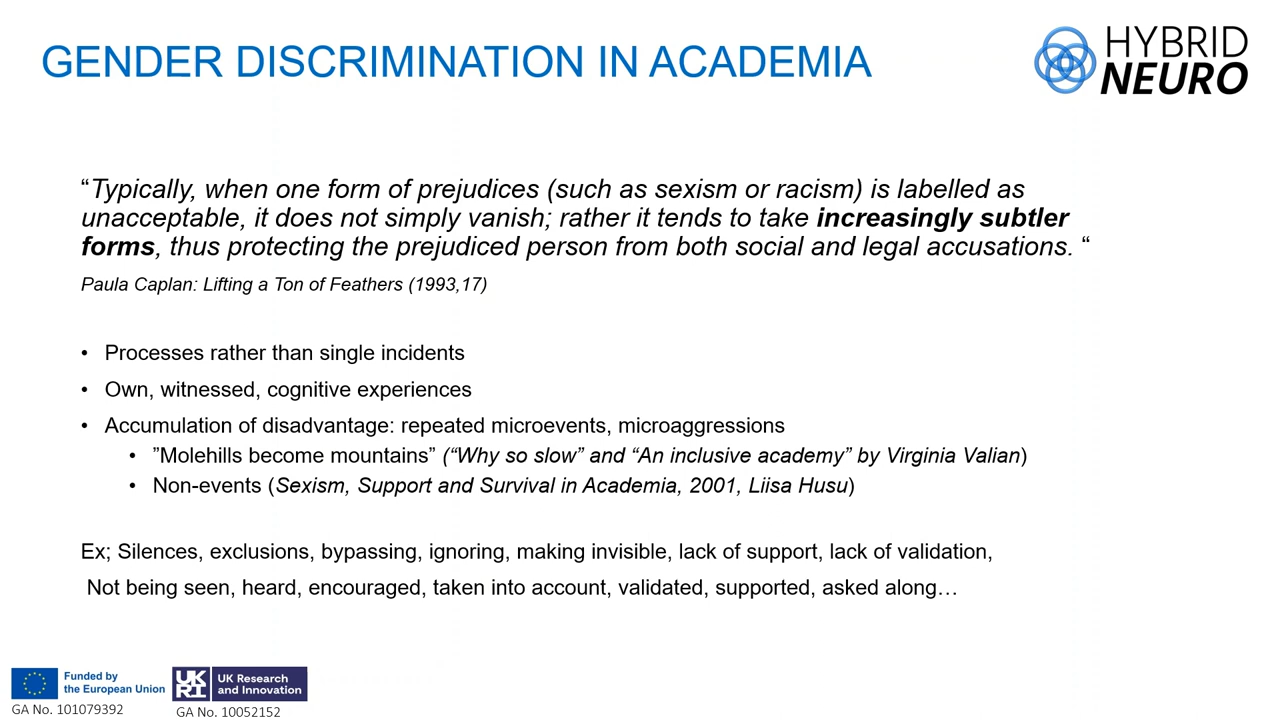 GENDER DISCRIMINATION IN ACADEMIA
HYBRID
NEURO
“Typically, when one form of prejudices (such as sexism or racism) is labelled as
unacceptable, it does not simply vanish; rather it tends to take increasingly subtler
forms, thus protecting the prejudiced person from both social and legal accusations. “
Paula Caplan: Lifting a Ton of Feathers (1993,17)
• Processes rather than single incidents
• Own, witnessed, cognitive experiences
• Accumulation of disadvantage: repeated microevents, microaggressions
• ”Molehills become mountains” (“Why so slow” and “An inclusive academy” by Virginia Valian)
• Non-events (Sexism, Support and Survival in Academia, 2001, Liisa Husu)
Ex; Silences, exclusions, bypassing, ignoring, making invisible, lack of support, lack of validation,
Not being seen, heard, encouraged, taken into account, validated, supported, asked along…
Funded by
the European Union
GA No. 101079392
UK
RI
UK Research
and Innovation
GA No. 10052152